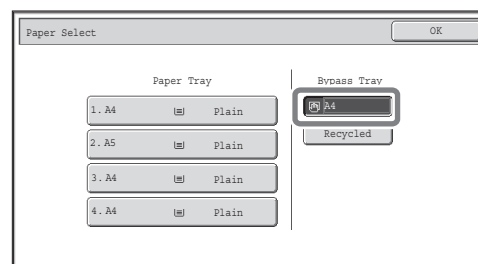 Paper Select
OK
Paper Tray
Bypass Tray
1. A4 Plain
2. A5 Plain
3. A4 Plain
4. A4 Plain
A4
Recycled